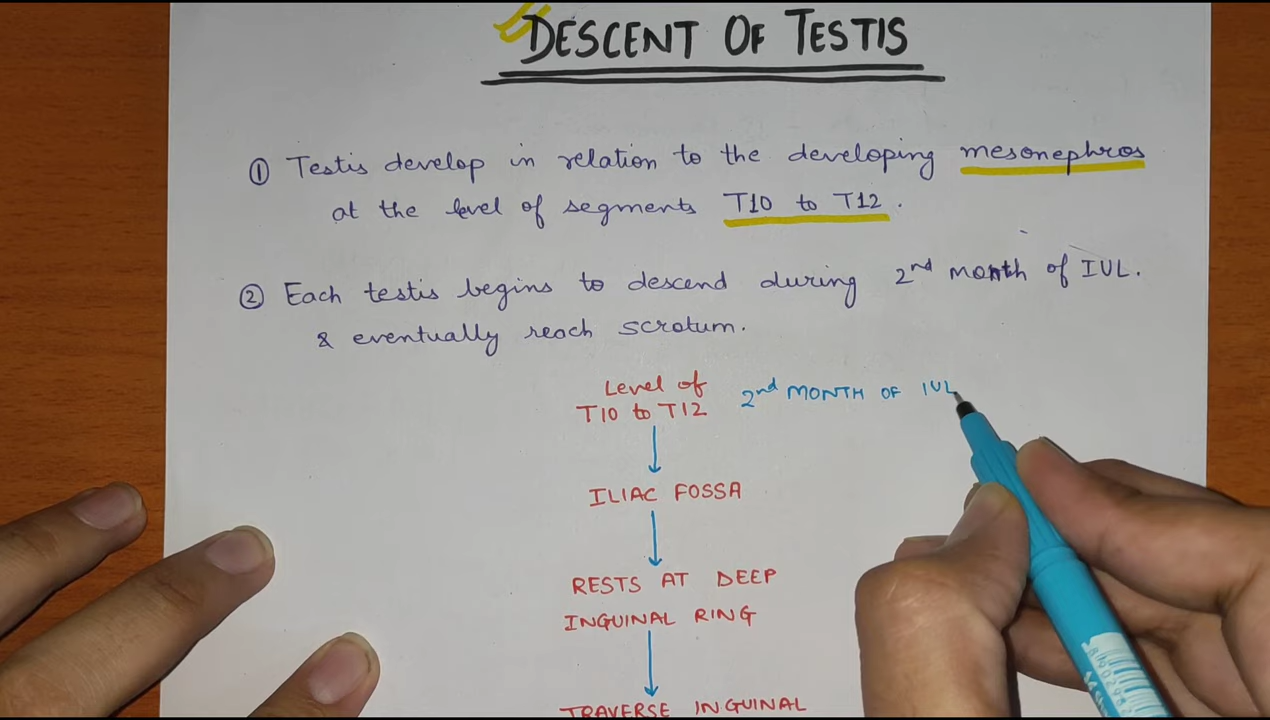 DESCENT OF TESTIS
① Testis develop in relation to the developing mesonephros
at the level of segments T10 to T12.
② Each testis begins to descend during 2nd month of IUL.
& eventually reach scrotum.
Level of
T10 to T12
2nd MONTH OF IUL
ILIAC FOSSA
RESTS AT DEEP
INGUINAL RING
TRAVERSE INGUINAL